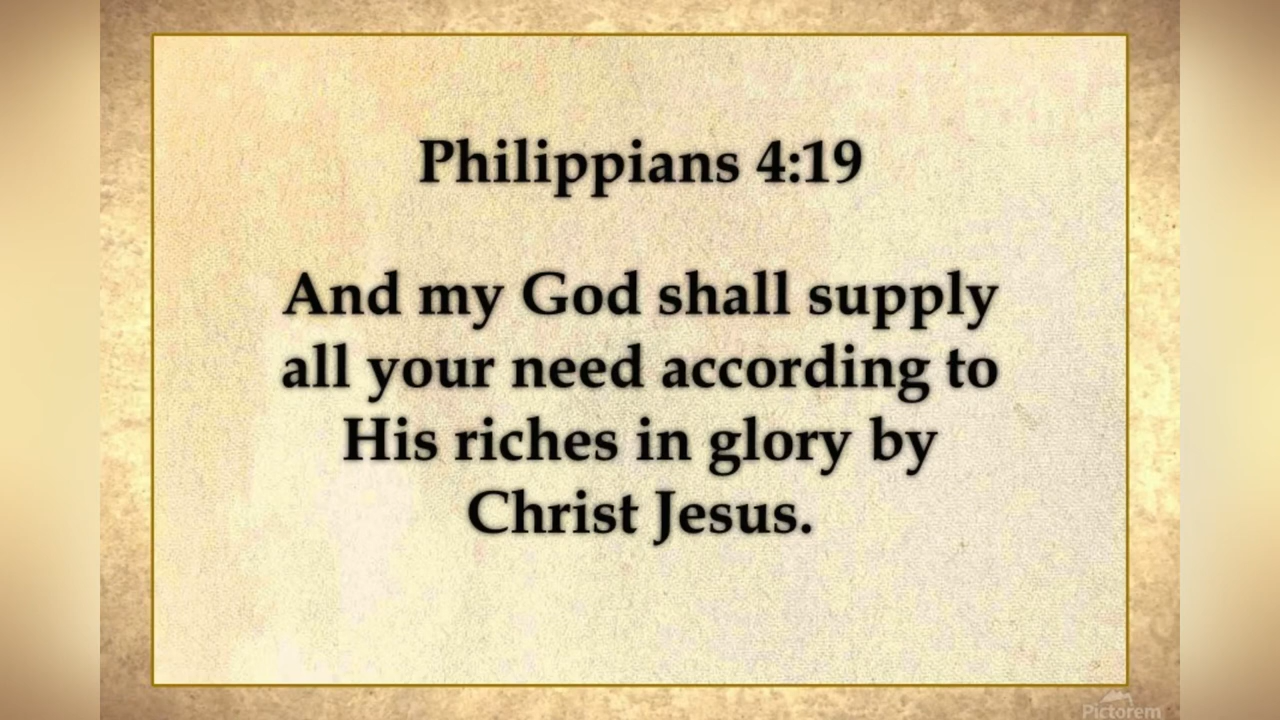 Philippians 4:19
And my God shall supply
all your need according to
His riches in glory by
Christ Jesus.
Pictorem